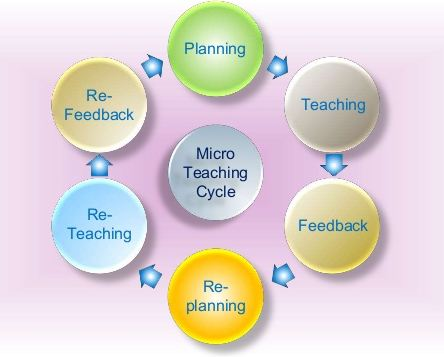 Planning
Teaching
Feedback
Re-
planning
Re-
Teaching
Re-
Feedback
Micro
Teaching
Cycle